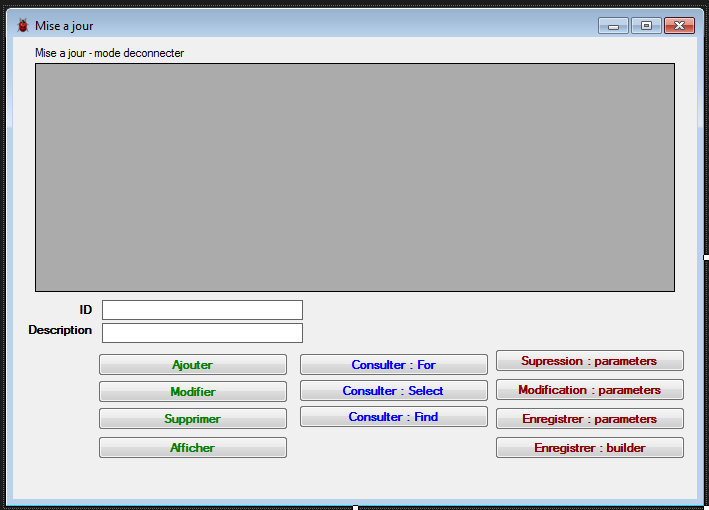 Mise a jour
Mise a jour - mode deconnecter
ID
Description
Ajouter
Consulter : For
Supression : parameters
Modifier
Consulter : Select
Modification : parameters
Supprimer
Consulter : Find
Enregistrer : parameters
Afficher
Enregistrer : builder